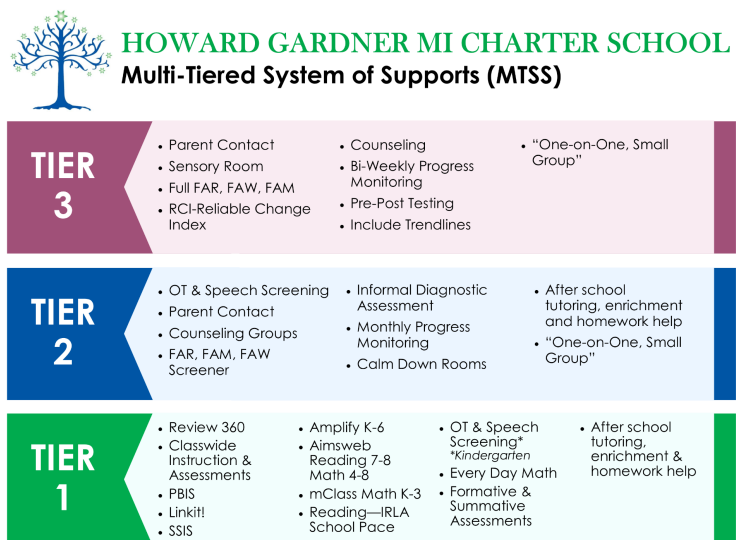 HOWARD GARDNER MI CHARTER SCHOOL
Multi-Tiered System of Supports (MTSS)
TIER
3
• Parent Contact
• Sensory Room
• Full FAR, FAW, FAM
• RCI-Reliable Change
Index
• Counseling
• Bi-Weekly Progress
Monitoring
• Pre-Post Testing
• Include Trendlines
• “One-on-One, Small
Group”
TIER
2
• OT & Speech Screening
• Parent Contact
• Counseling Groups
• FAR, FAM, FAW
Screener
• Informal Diagnostic
Assessment
• Monthly Progress
Monitoring
• Calm Down Rooms
• After school
tutoring, enrichment
and homework help
• “One-on-One, Small
Group”
TIER
1
• Review 360
• Classwide
Instruction &
Assessments
• PBIS
• Linkit!
• SSIS
• Amplify K-6
• Aimsweb
Reading 7-8
Math 4-8
• mClass Math K-3
• Reading—IRLA
School Pace
• OT & Speech
Screening*
*Kindergarten
• Every Day Math
• Formative &
Summative
Assessments
• After school
tutoring,
enrichment &
homework help